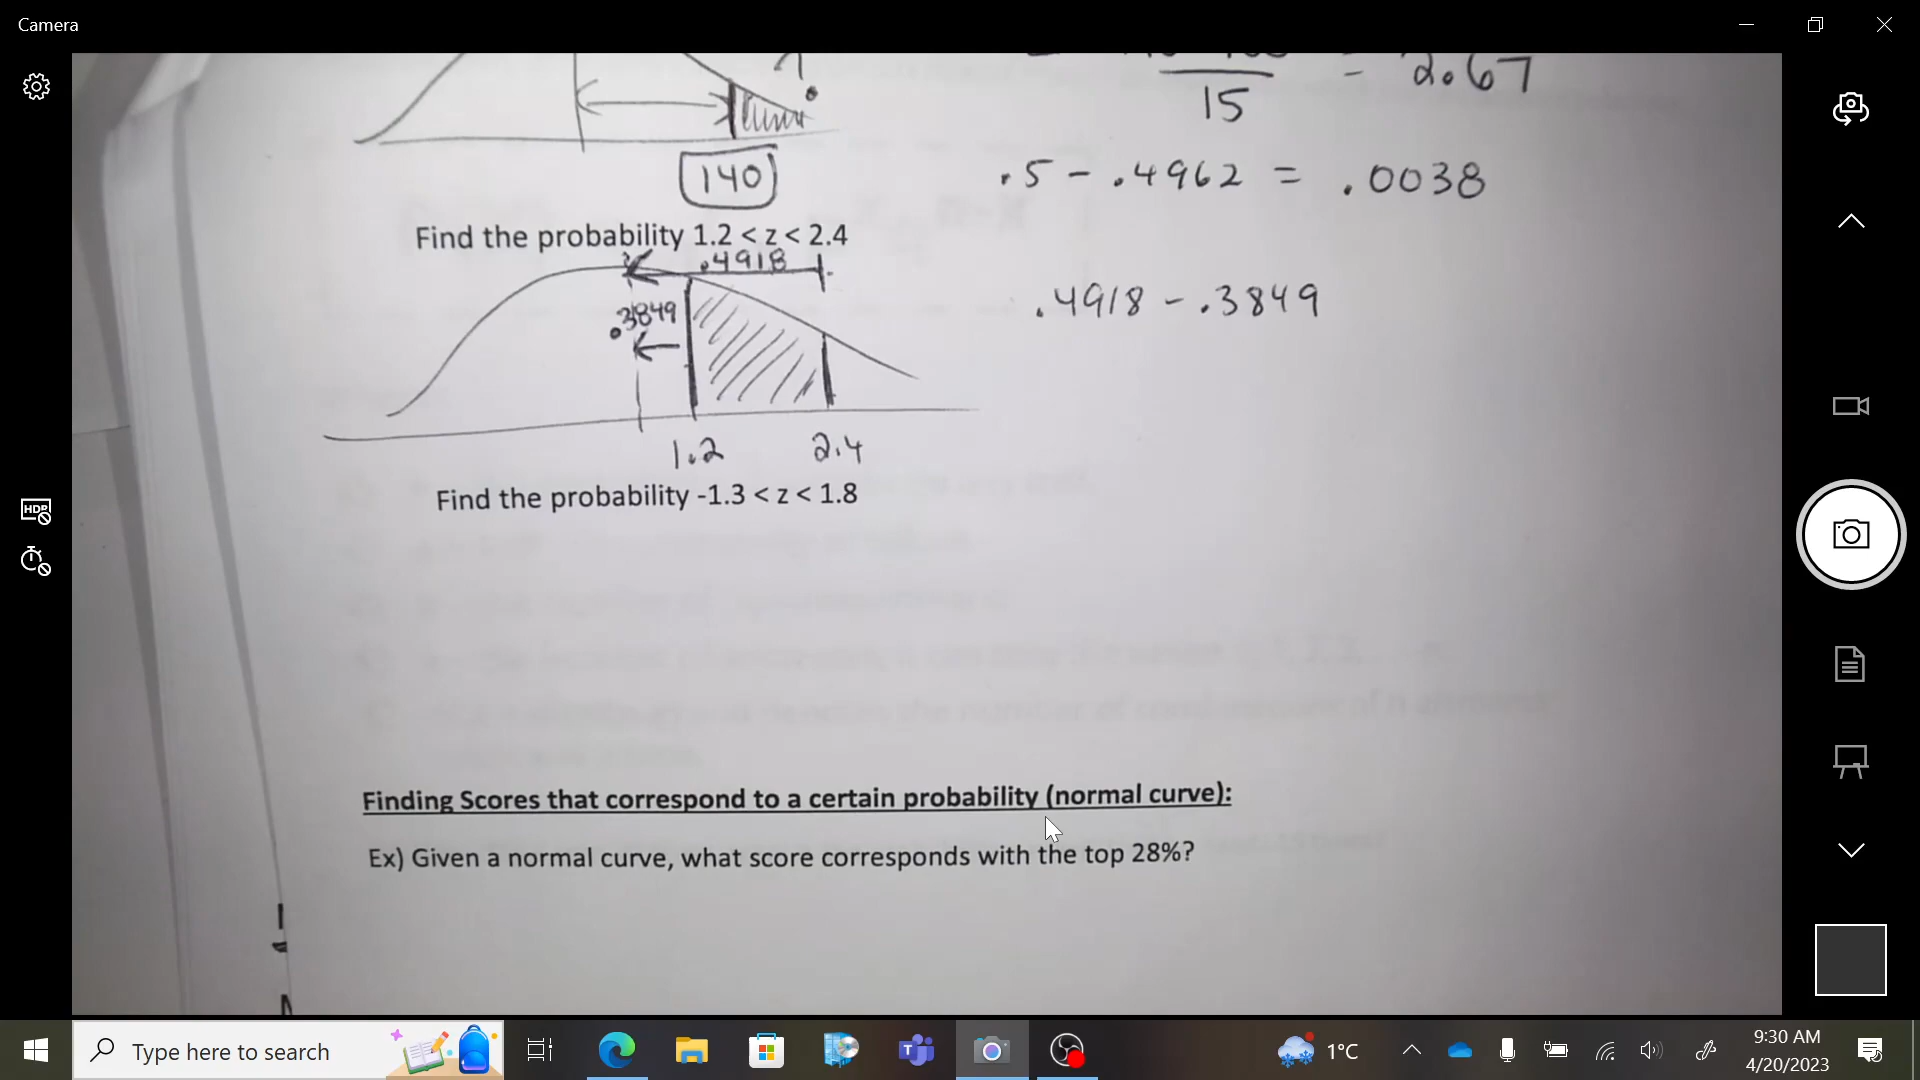 Camera
= 2.67
15
140
.5 - .4962 = .0038
Find the probability 1.2 < z < 2.4
.4918
.3849
.4918 - .3849
1.2 2.4
Find the probability -1.3 < z < 1.8
Finding Scores that correspond to a certain probability (normal curve):
Ex) Given a normal curve, what score corresponds with the top 28%?
HDR
Type here to search
1°C
9:30 AM
4/20/2023